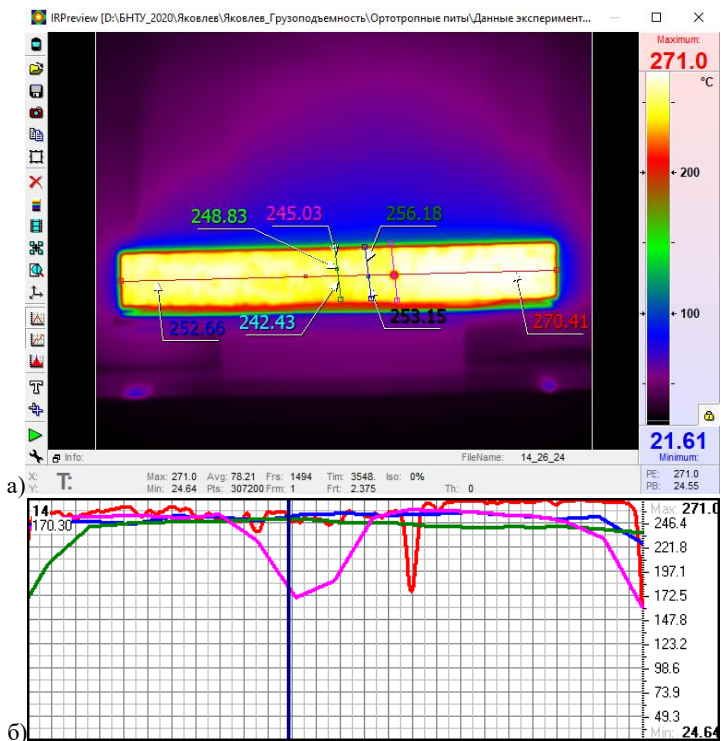 IRPreview [D:\БНТУ_2020\Яковлев\Яковлев_Грузоподъемность\Ортотропные питы\Данные эксперимент...
Maximum:
271.0
°C
200
100
248.83 245.03 256.18
252.66 242.43 253.15 270.41
21.61
Minimum:
Info: FileName: 14_26_24
а)
X: T: Max: 271.0 Avg: 78.21 Frs: 1494 Tim: 3548. Iso: 0% PE: 271.0
Y: Min: 24.64 Pts: 307200 Frm: 1 Frt: 2.375 Th: 0 PB: 24.55
14 Max: 271.0
170.30 246.4
221.8
197.1
172.5
147.8
123.2
98.6
73.9
49.3
б) Min: 24.64